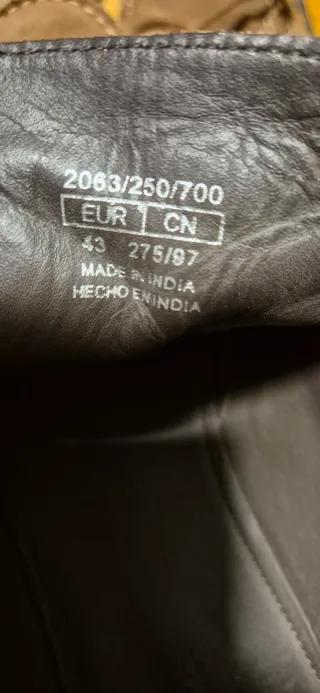 2063/250/700
EUR CN
43 275/97
MADE IN INDIA
HECHO EN INDIA